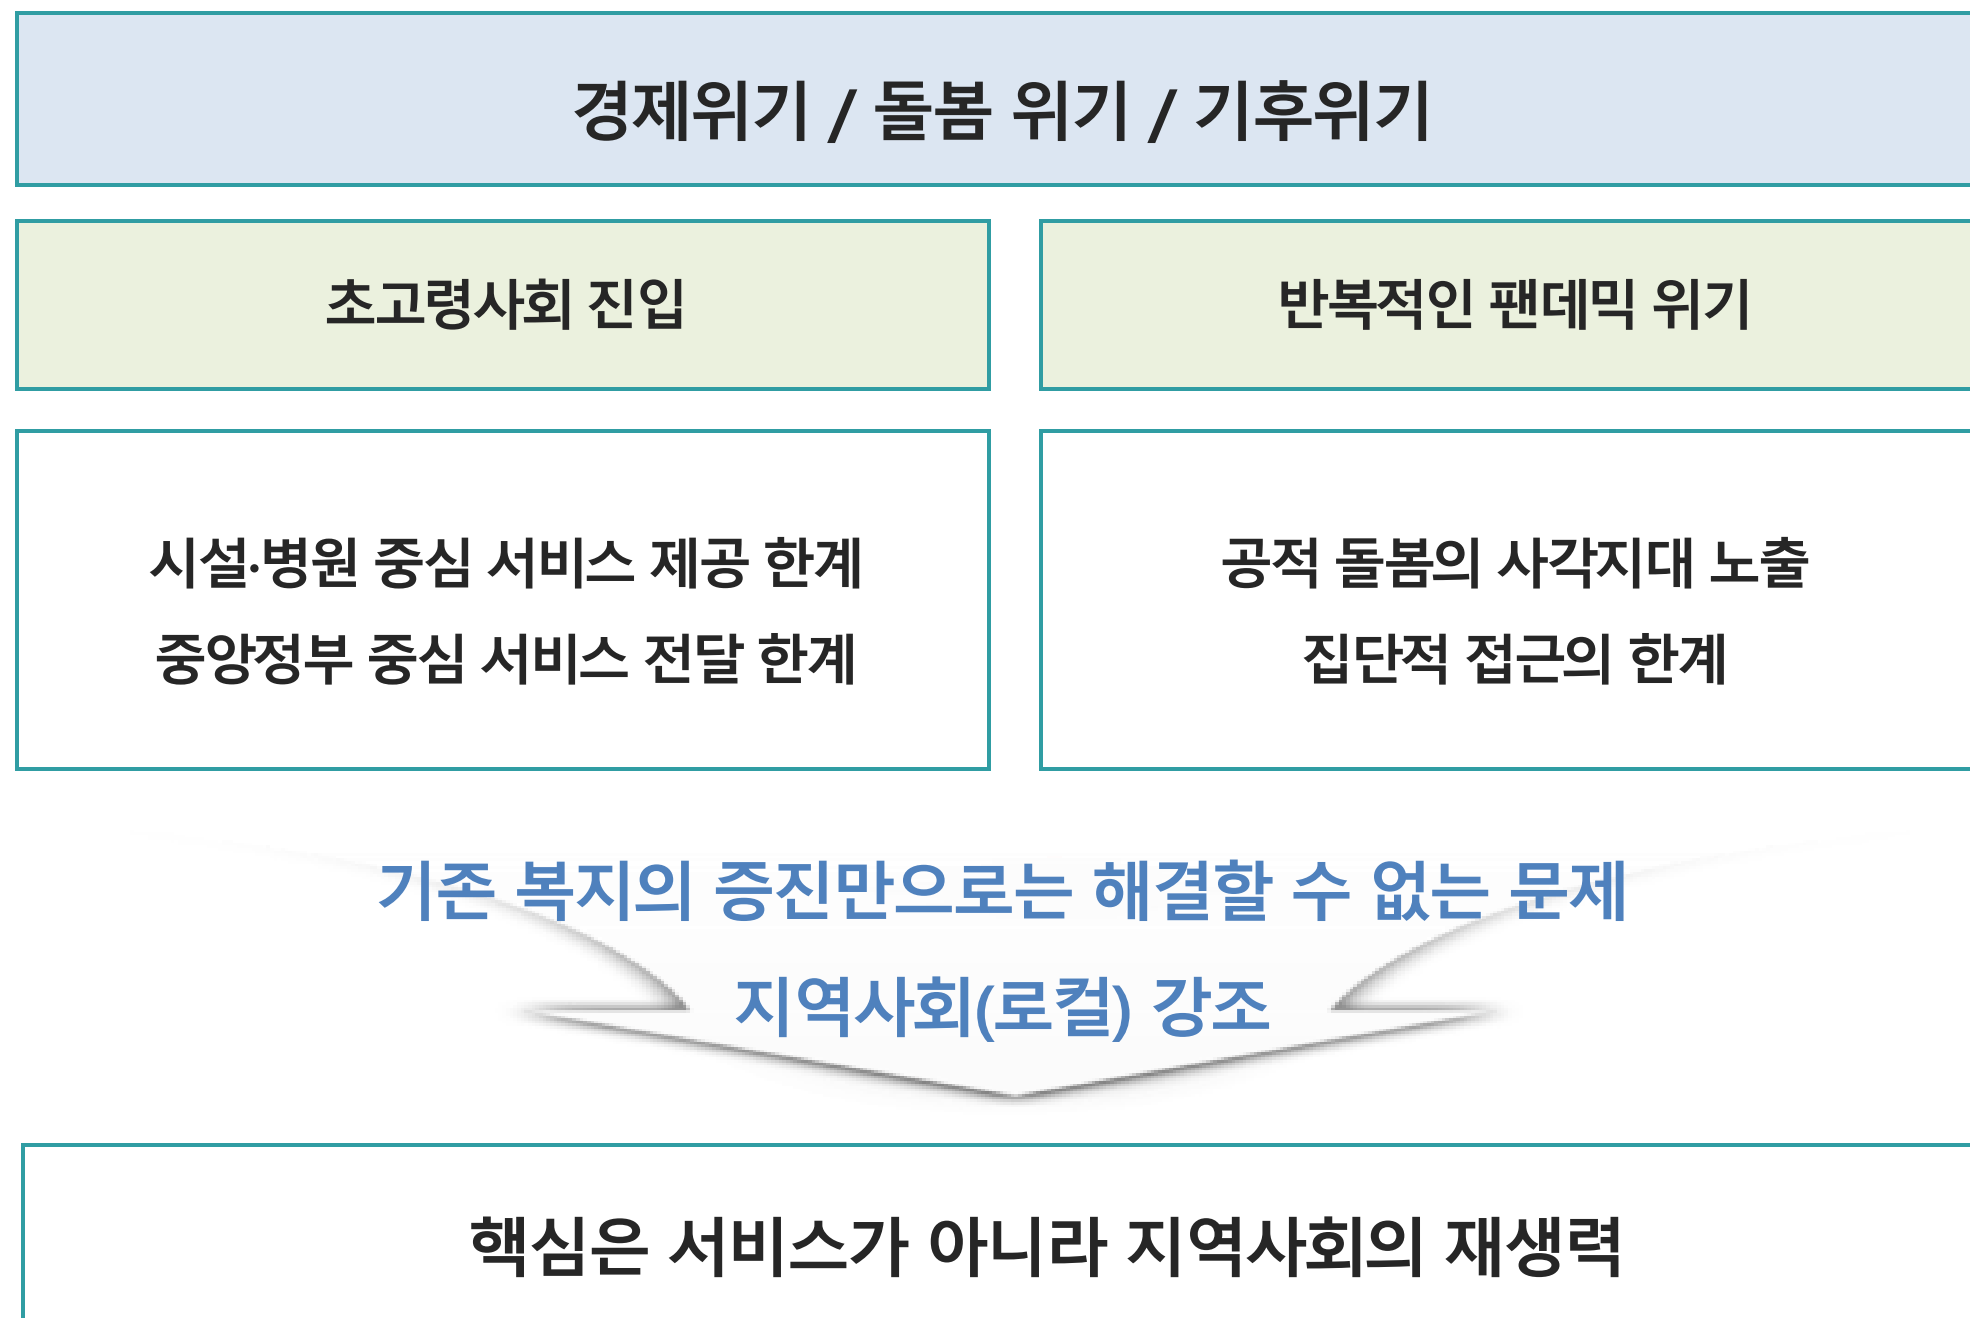 경제위기 / 돌봄 위기 / 기후위기
초고령사회 진입
반복적인 팬데믹 위기
시설·병원 중심 서비스 제공 한계
중앙정부 중심 서비스 전달 한계
공적 돌봄의 사각지대 노출
집단적 접근의 한계
기존 복지의 증진만으로는 해결할 수 없는 문제
지역사회(로컬) 강조
핵심은 서비스가 아니라 지역사회의 재생력